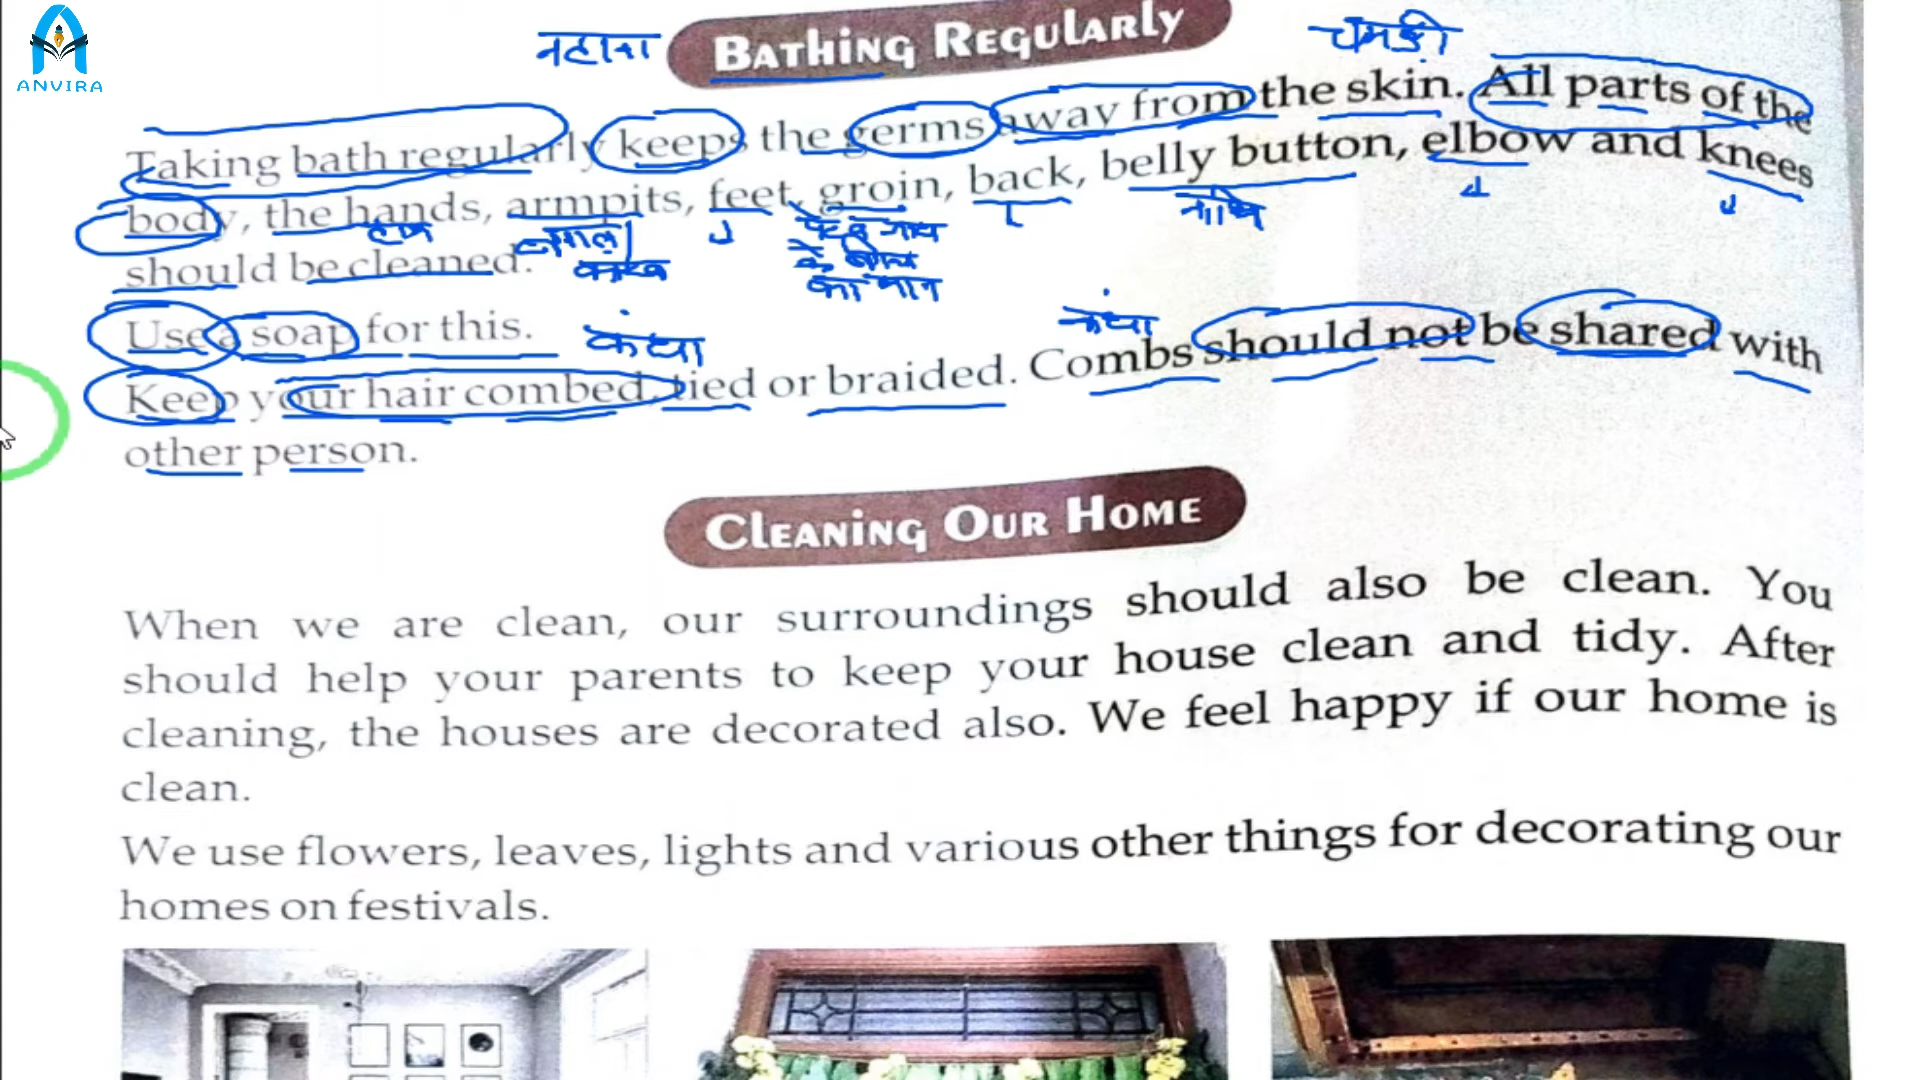 ANVIRA
नहाना
BATHING REGULARLY
चमड़ी
Taking bath regularly keeps the germs away from the skin. All parts of the
body, the hands, armpits, feet, groin, back, belly button, elbow and knees
हाथ
नाभि
should be cleaned.
Use a soap for this.
कंघा
कंघा
Keep your hair combed, tied or braided. Combs should not be shared with
other person.
CLEANING OUR HOME
When we are clean, our surroundings should also be clean. You
should help your parents to keep your house clean and tidy. After
cleaning, the houses are decorated also. We feel happy if our home is
clean.
We use flowers, leaves, lights and various other things for decorating our
homes on festivals.